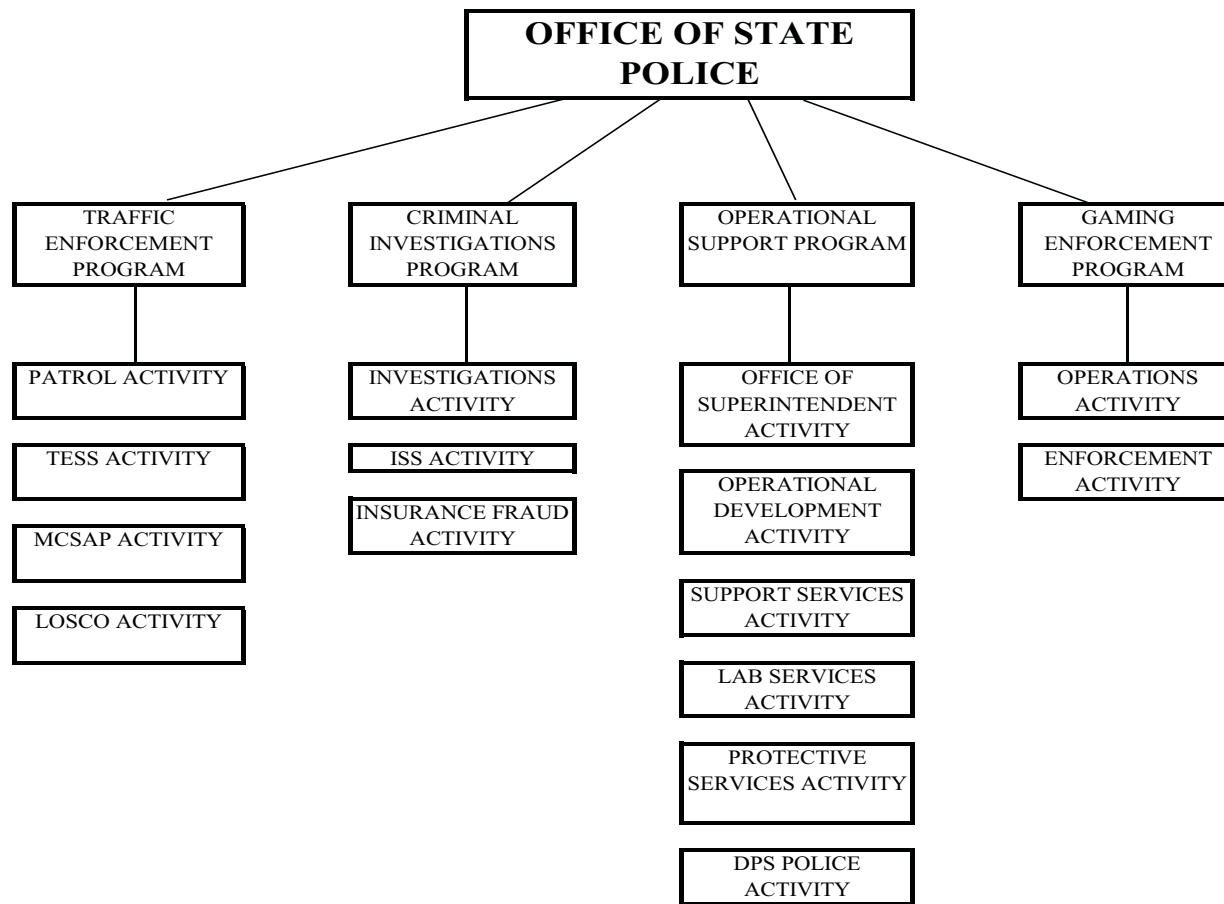 OFFICE OF STATE
POLICE
TRAFFIC
ENFORCEMENT
PROGRAM
CRIMINAL
INVESTIGATIONS
PROGRAM
OPERATIONAL
SUPPORT PROGRAM
GAMING
ENFORCEMENT
PROGRAM
PATROL ACTIVITY
TESS ACTIVITY
MCSAP ACTIVITY
LOSCO ACTIVITY
INVESTIGATIONS
ACTIVITY
ISS ACTIVITY
INSURANCE FRAUD
ACTIVITY
OFFICE OF
SUPERINTENDENT
ACTIVITY
OPERATIONAL
DEVELOPMENT
ACTIVITY
SUPPORT SERVICES
ACTIVITY
LAB SERVICES
ACTIVITY
PROTECTIVE
SERVICES ACTIVITY
DPS POLICE
ACTIVITY
OPERATIONS
ACTIVITY
ENFORCEMENT
ACTIVITY